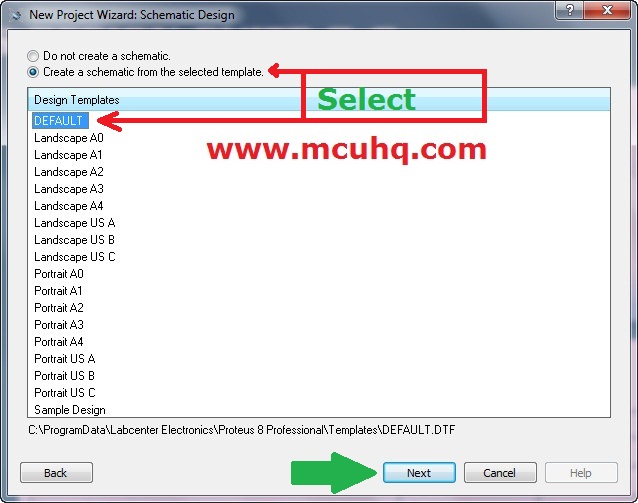 New Project Wizard: Schematic Design
Do not create a schematic.
Create a schematic from the selected template.
Design Templates
Select
DEFAULT
Landscape A0
www.mcuhq.com
Landscape A1
Landscape A2
Landscape A3
Landscape A4
Landscape US A
Landscape US B
Landscape US C
Portrait A0
Portrait A1
Portrait A2
Portrait A3
Portrait A4
Portrait US A
Portrait US B
Portrait US C
Sample Design
C:\ProgramData\Labcenter Electronics\Proteus 8 Professional\Templates\DEFAULT.DTF
Back
Next
Cancel
Help